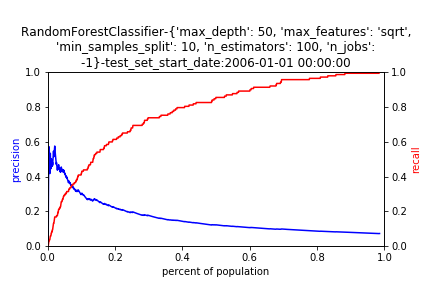 RandomForestClassifier-{'max_depth': 50, 'max_features': 'sqrt',
'min_samples_split': 10, 'n_estimators': 100, 'n_jobs':
-1}-test_set_start_date:2006-01-01 00:00:00
1.0
0.8
0.6
0.4
0.2
0.0
precision
1.0
0.8
0.6
0.4
0.2
0.0
recall
0.0 0.2 0.4 0.6 0.8 1.0
percent of population